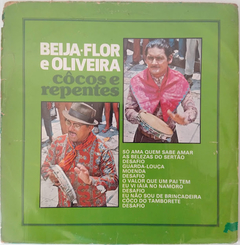 BEIJA-FLOR
e OLIVEIRA
côcos e
repentes
SÓ AMA QUEM SABE AMAR
AS BELEZAS DO SERTÃO
DESAFIO
GUARDA-LOUÇA
MOENDA
DESAFIO
O VALOR QUE UM PAI TEM
EU VI JAJA NO NAMORO
DESAFIO
EU NÃO SOU DE BRINCADEIRA
CÔCO DO TAMBORETE
DESAFIO